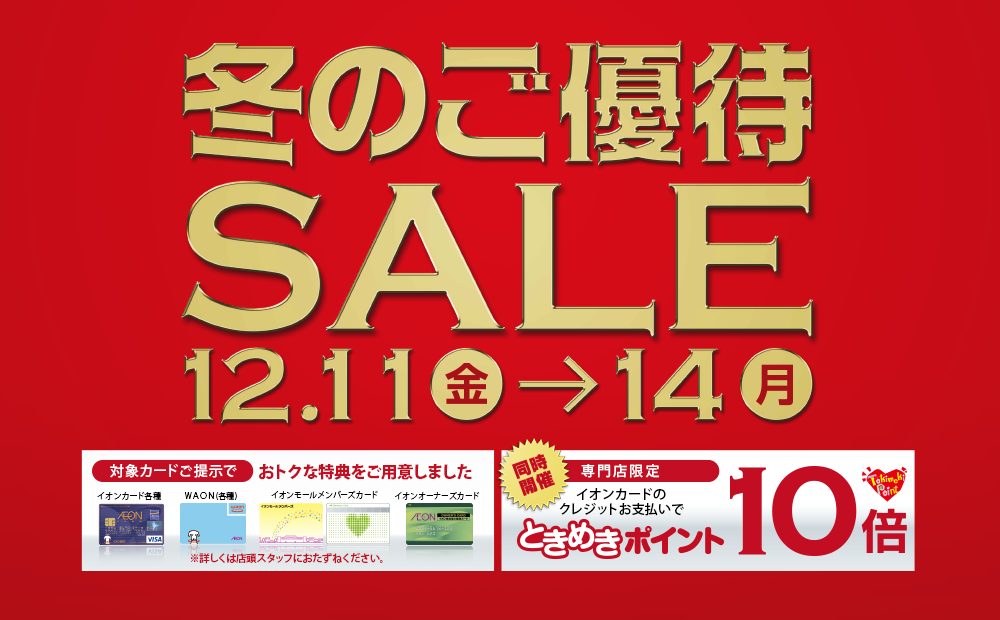 冬のご優待
SALE
12.11金→14月
対象カードご提示で おトクな特典をご用意しました
イオンカード各種 WAON(各種) イオンモールメンバーズカード イオンオーナーズカード
AEON
VISA
AEON
※詳しくは店頭スタッフにおたずねください。
同時
開催
専門店限定
イオンカードの
クレジットお支払いで
ときめきポイント
10倍
Tokimeki
Point